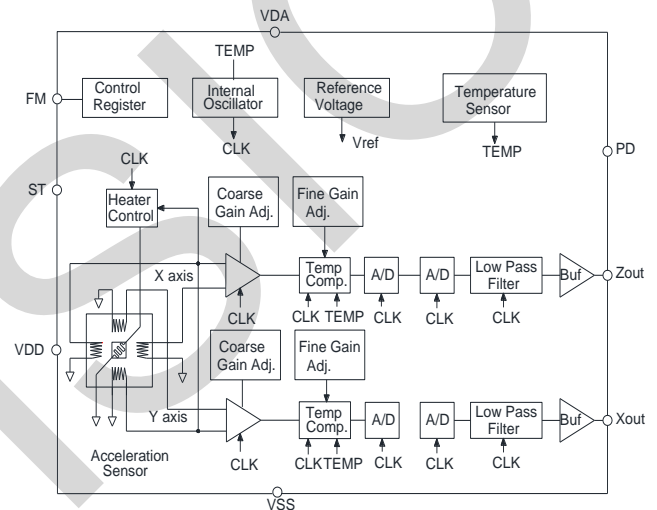 VDA
TEMP
FM
Control
Register
Internal
Oscillator
Reference
Voltage
Temperature
Sensor
CLK
Vref
TEMP
PD
CLK
ST
Heater
Control
Coarse
Gain Adj.
Fine Gain
Adj.
X axis
Temp
Comp.
A/D
A/D
Low Pass
Filter
Buf
Zout
CLK
CLK TEMP
CLK
CLK
CLK
VDD
Coarse
Gain Adj.
Fine Gain
Adj.
Y axis
Temp
Comp.
A/D
A/D
Low Pass
Filter
Buf
Xout
Acceleration
Sensor
CLK
CLKTEMP
CLK
CLK
CLK
VSS